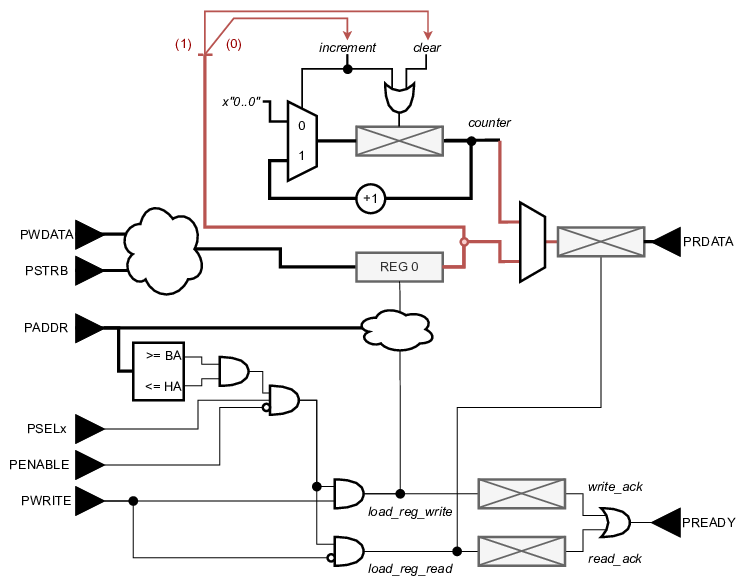 (1)
(0)
increment
clear
x"0..0"
0
1
counter
+1
PWDATA
PSTRB
REG 0
PRDATA
PADDR
>= BA
<= HA
PSELx
PENABLE
PWRITE
load_reg_write
write_ack
PREADY
load_reg_read
read_ack